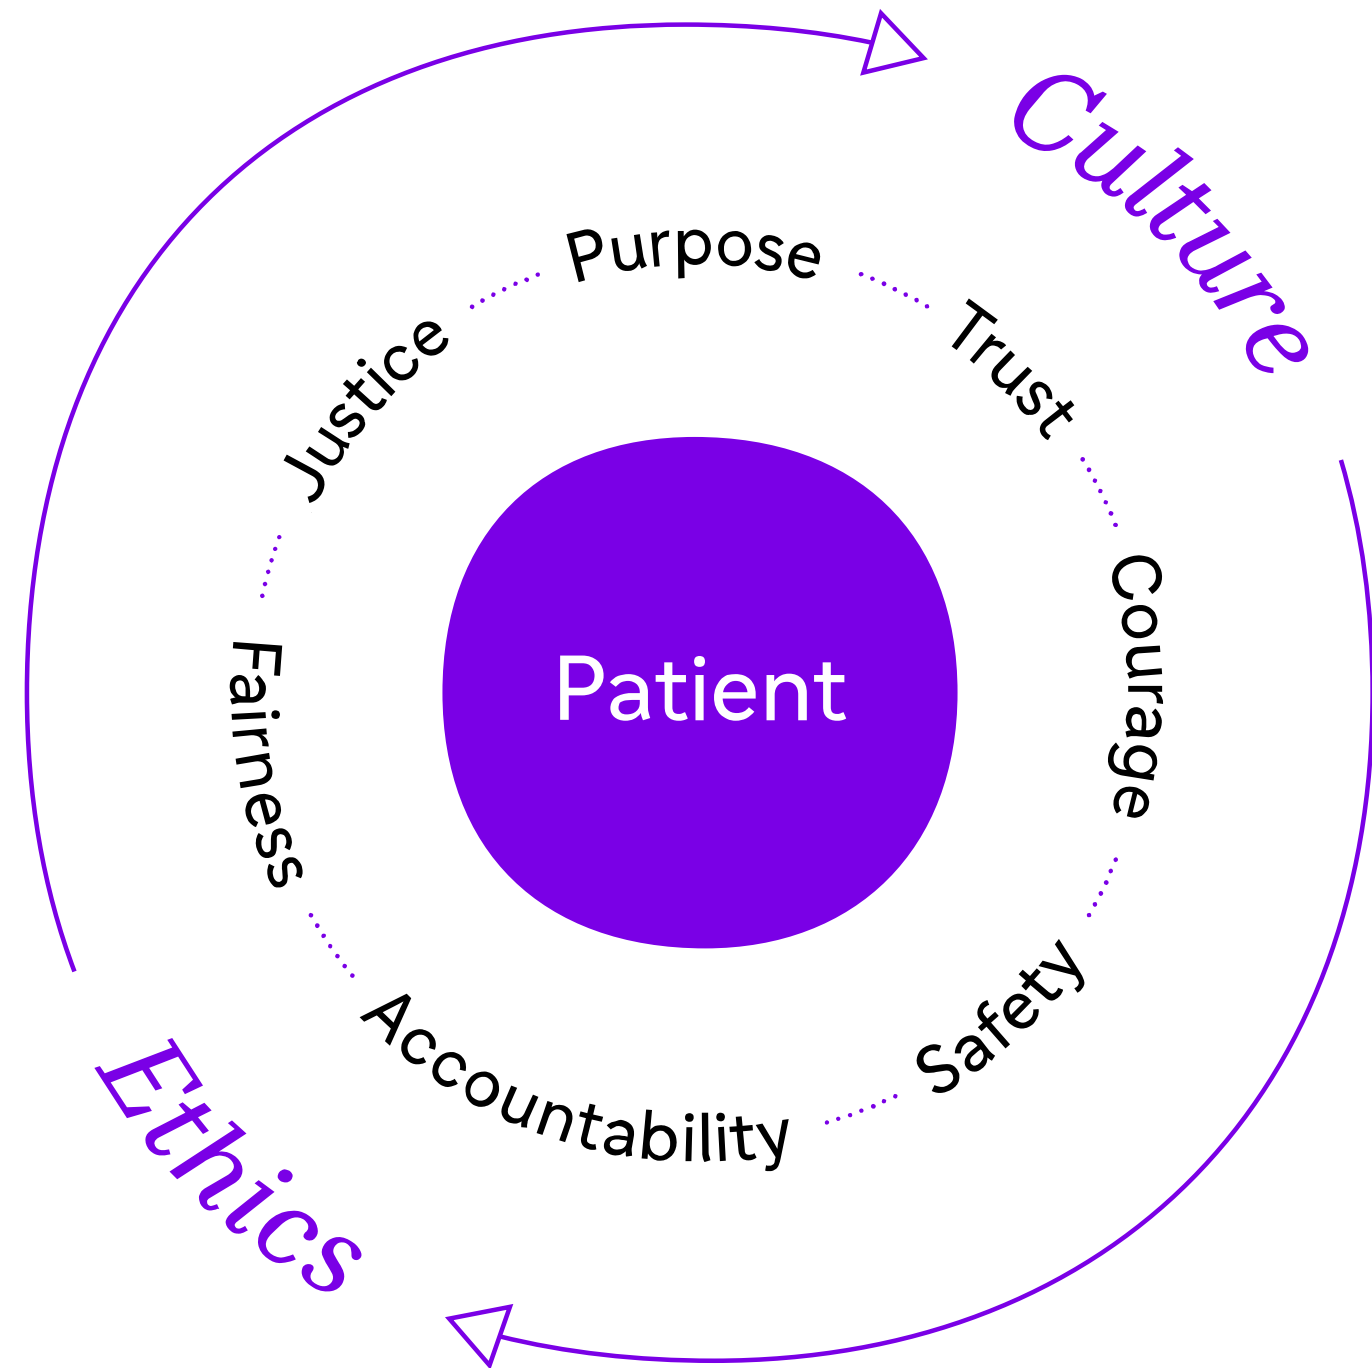 Culture
Purpose
Trust
Courage
Safety
Accountability
Fairness
Justice
Patient
Ethics